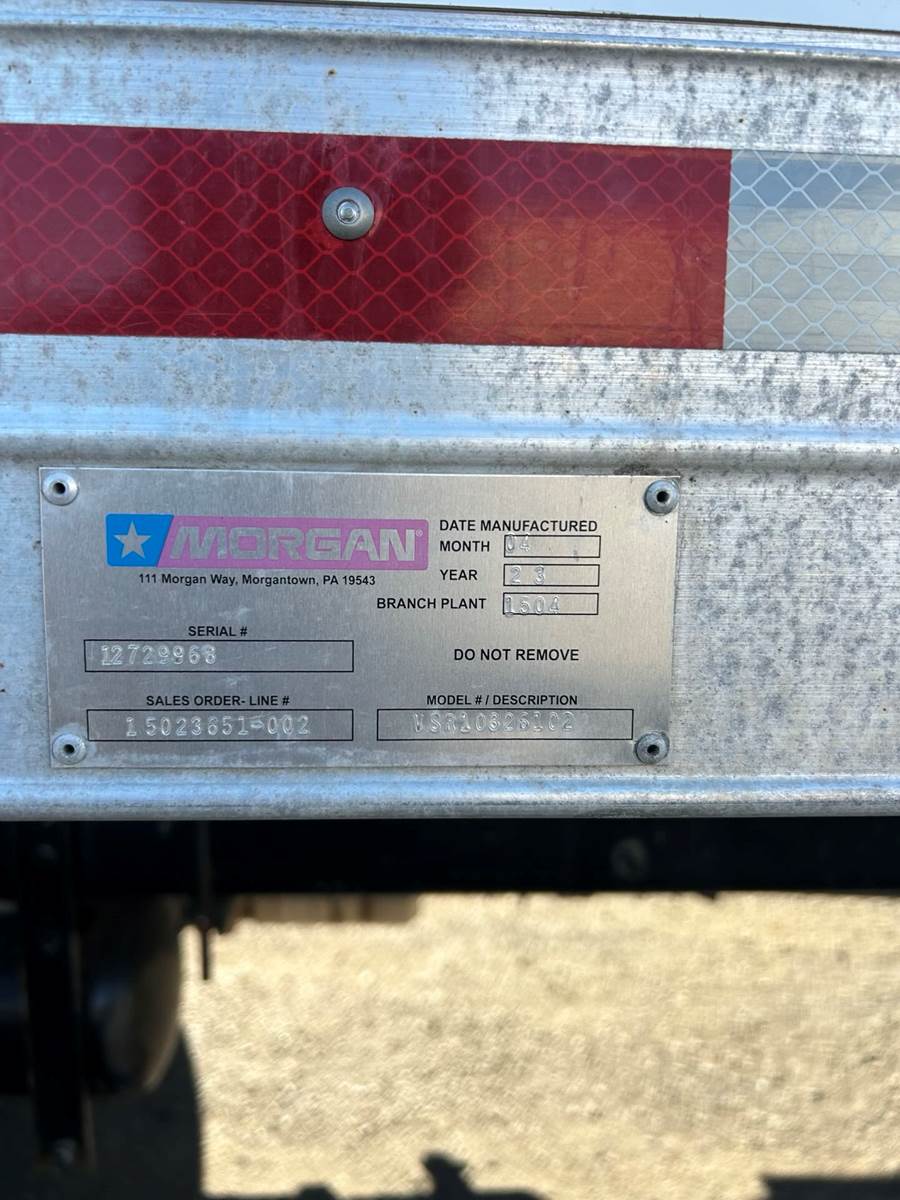 MORGAN®
111 Morgan Way, Morgantown, PA 19543
DATE MANUFACTURED
MONTH 04
YEAR 23
BRANCH PLANT 1504
SERIAL #
12729968
DO NOT REMOVE
SALES ORDER- LINE #
15023651-002
MODEL # / DESCRIPTION
VSR10326102